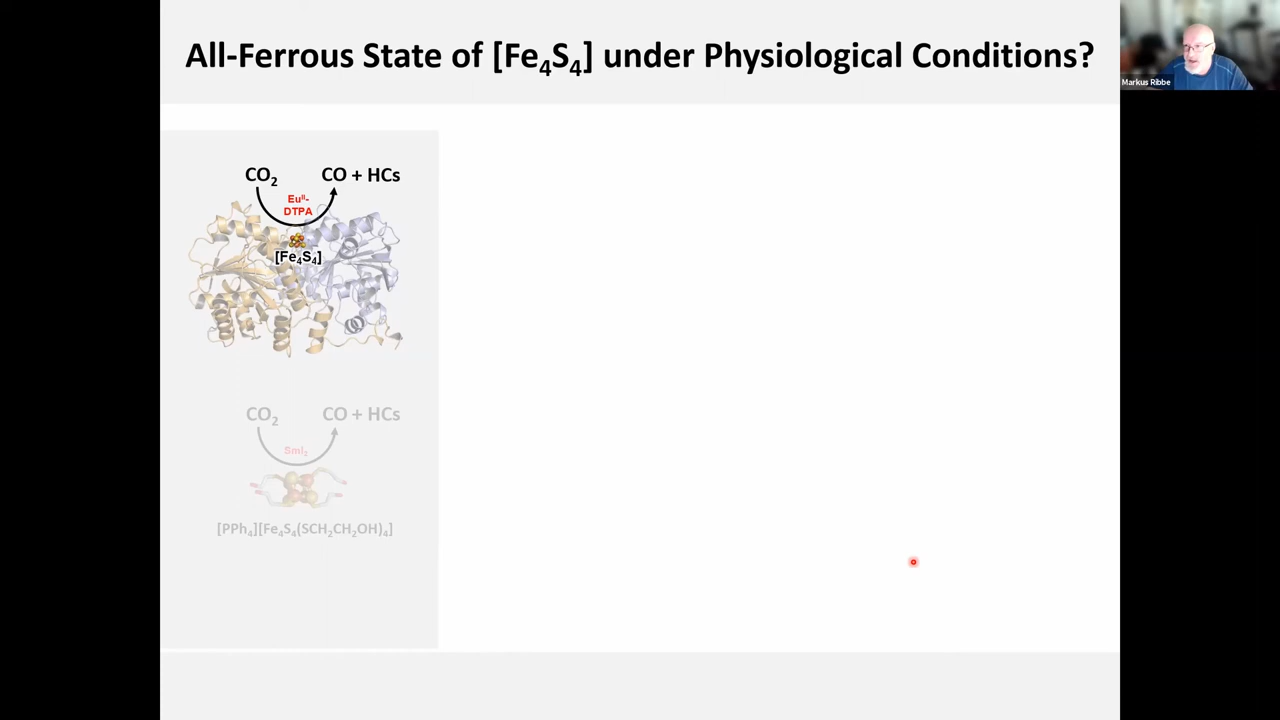 All-Ferrous State of [Fe₄S₄] under Physiological Conditions?
Markus Ribbe
CO₂ CO + HCs
Euᴵᴵ-
DTPA
[Fe₄S₄]
CO₂ CO + HCs
SmI₂
[PPh₄][Fe₄S₄(SCH₂CH₂OH)₄]